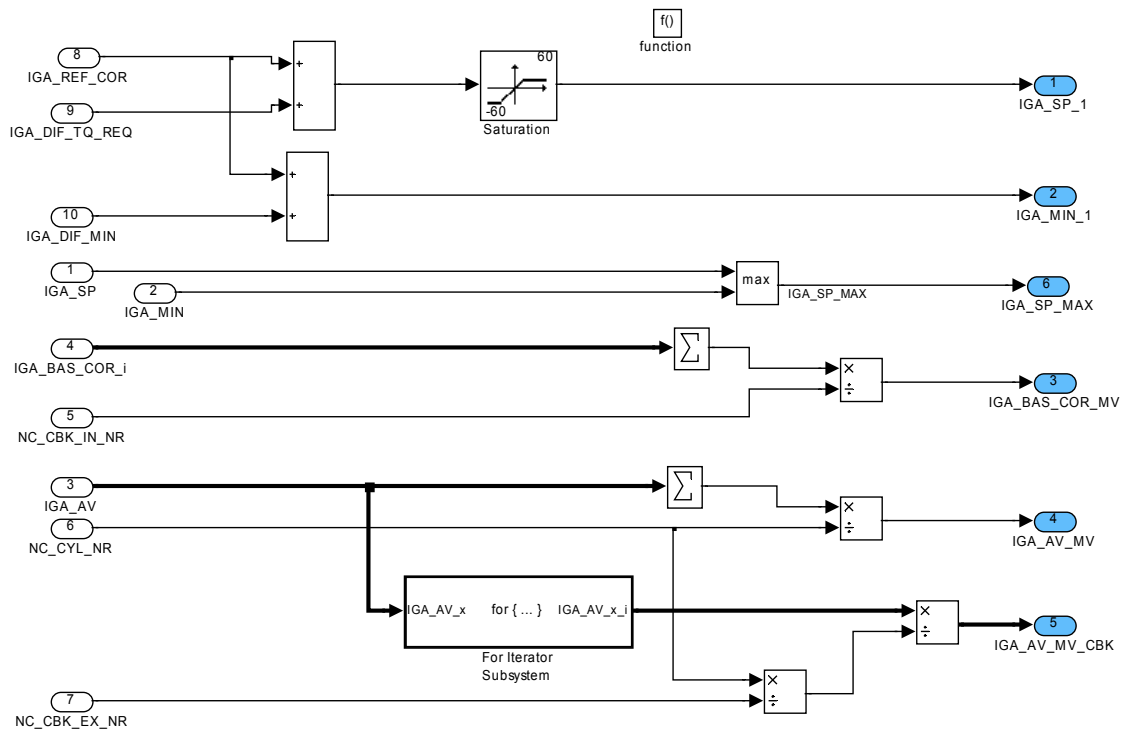 f()
function
8
IGA_REF_COR
+
+
60
-60
Saturation
1
IGA_SP_1
9
IGA_DIF_TQ_REQ
+
+
2
IGA_MIN_1
10
IGA_DIF_MIN
1
IGA_SP
2
IGA_MIN
max
IGA_SP_MAX
6
IGA_SP_MAX
4
IGA_BAS_COR_i
Σ
×
÷
3
IGA_BAS_COR_MV
5
NC_CBK_IN_NR
3
IGA_AV
Σ
×
÷
4
IGA_AV_MV
6
NC_CYL_NR
IGA_AV_x for { ... } IGA_AV_x_i
For Iterator
Subsystem
×
÷
5
IGA_AV_MV_CBK
×
÷
7
NC_CBK_EX_NR